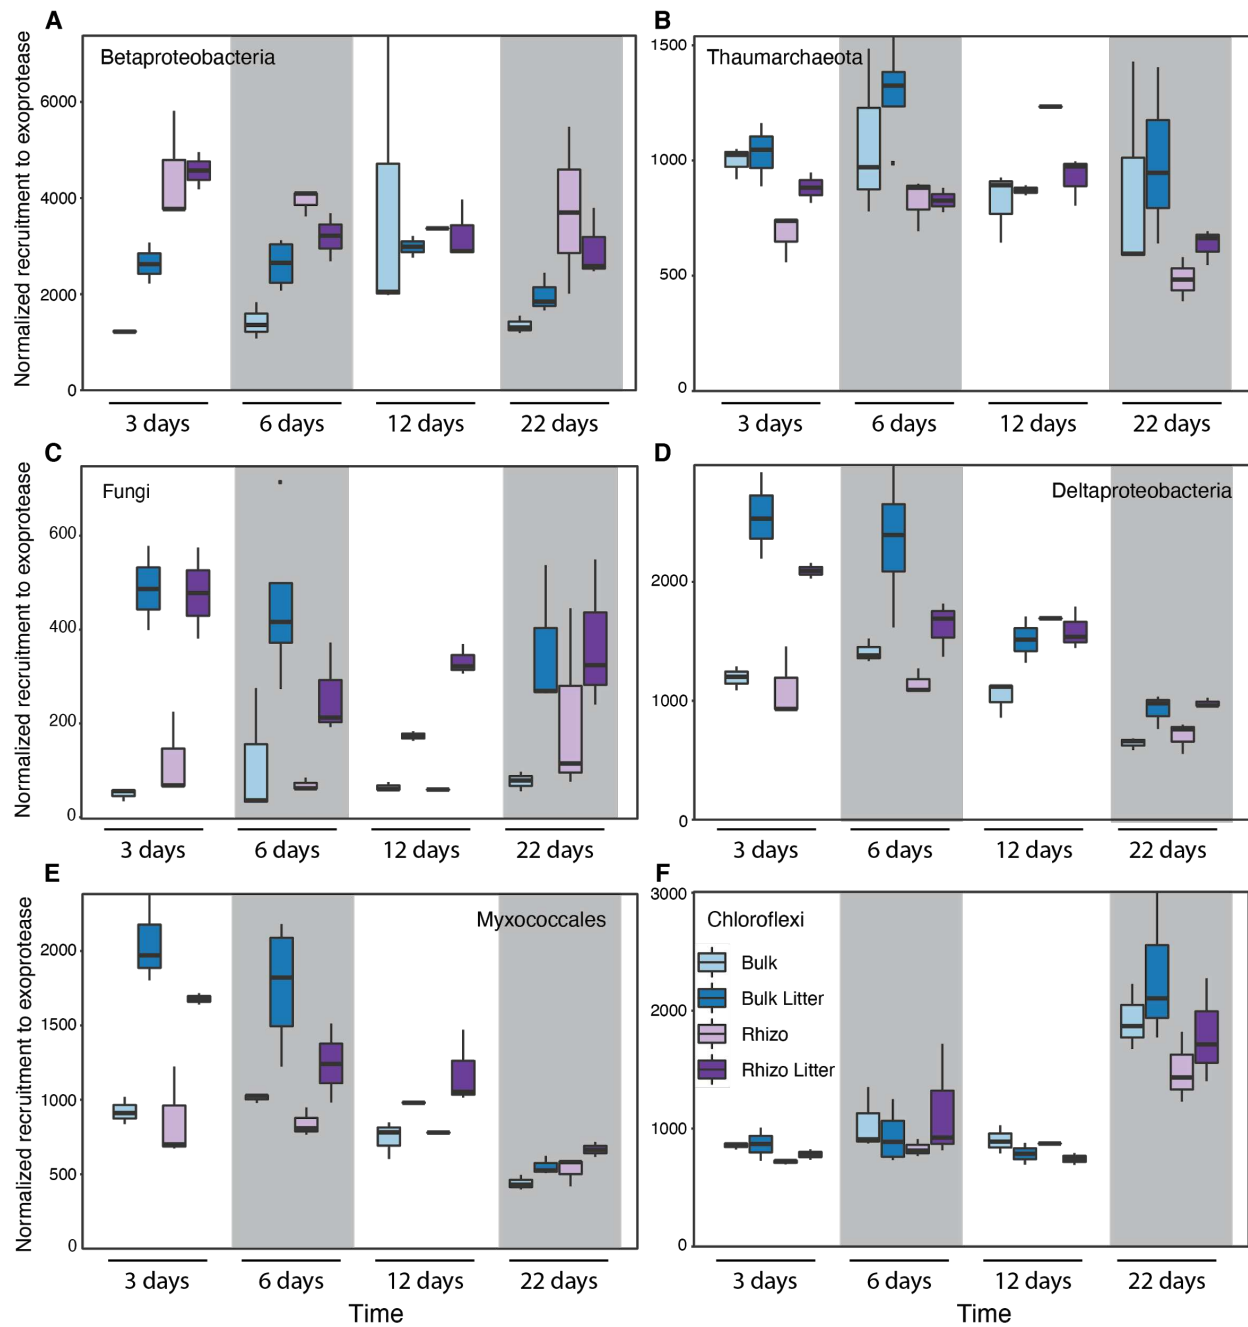 A
Normalized recruitment to exoprotease
Betaproteobacteria
6000
4000
2000
0
3 days
6 days
12 days
22 days
B
Thaumarchaeota
1500
1000
500
0
3 days
6 days
12 days
22 days
C
Normalized recruitment to exoprotease
Fungi
600
400
200
0
3 days
6 days
12 days
22 days
D
Deltaproteobacteria
2000
1000
0
3 days
6 days
12 days
22 days
E
Normalized recruitment to exoprotease
Myxococcales
2000
1500
1000
500
0
3 days
6 days
12 days
22 days
Time
F
Chloroflexi
Bulk
Bulk Litter
Rhizo
Rhizo Litter
3000
2000
1000
0
3 days
6 days
12 days
22 days
Time